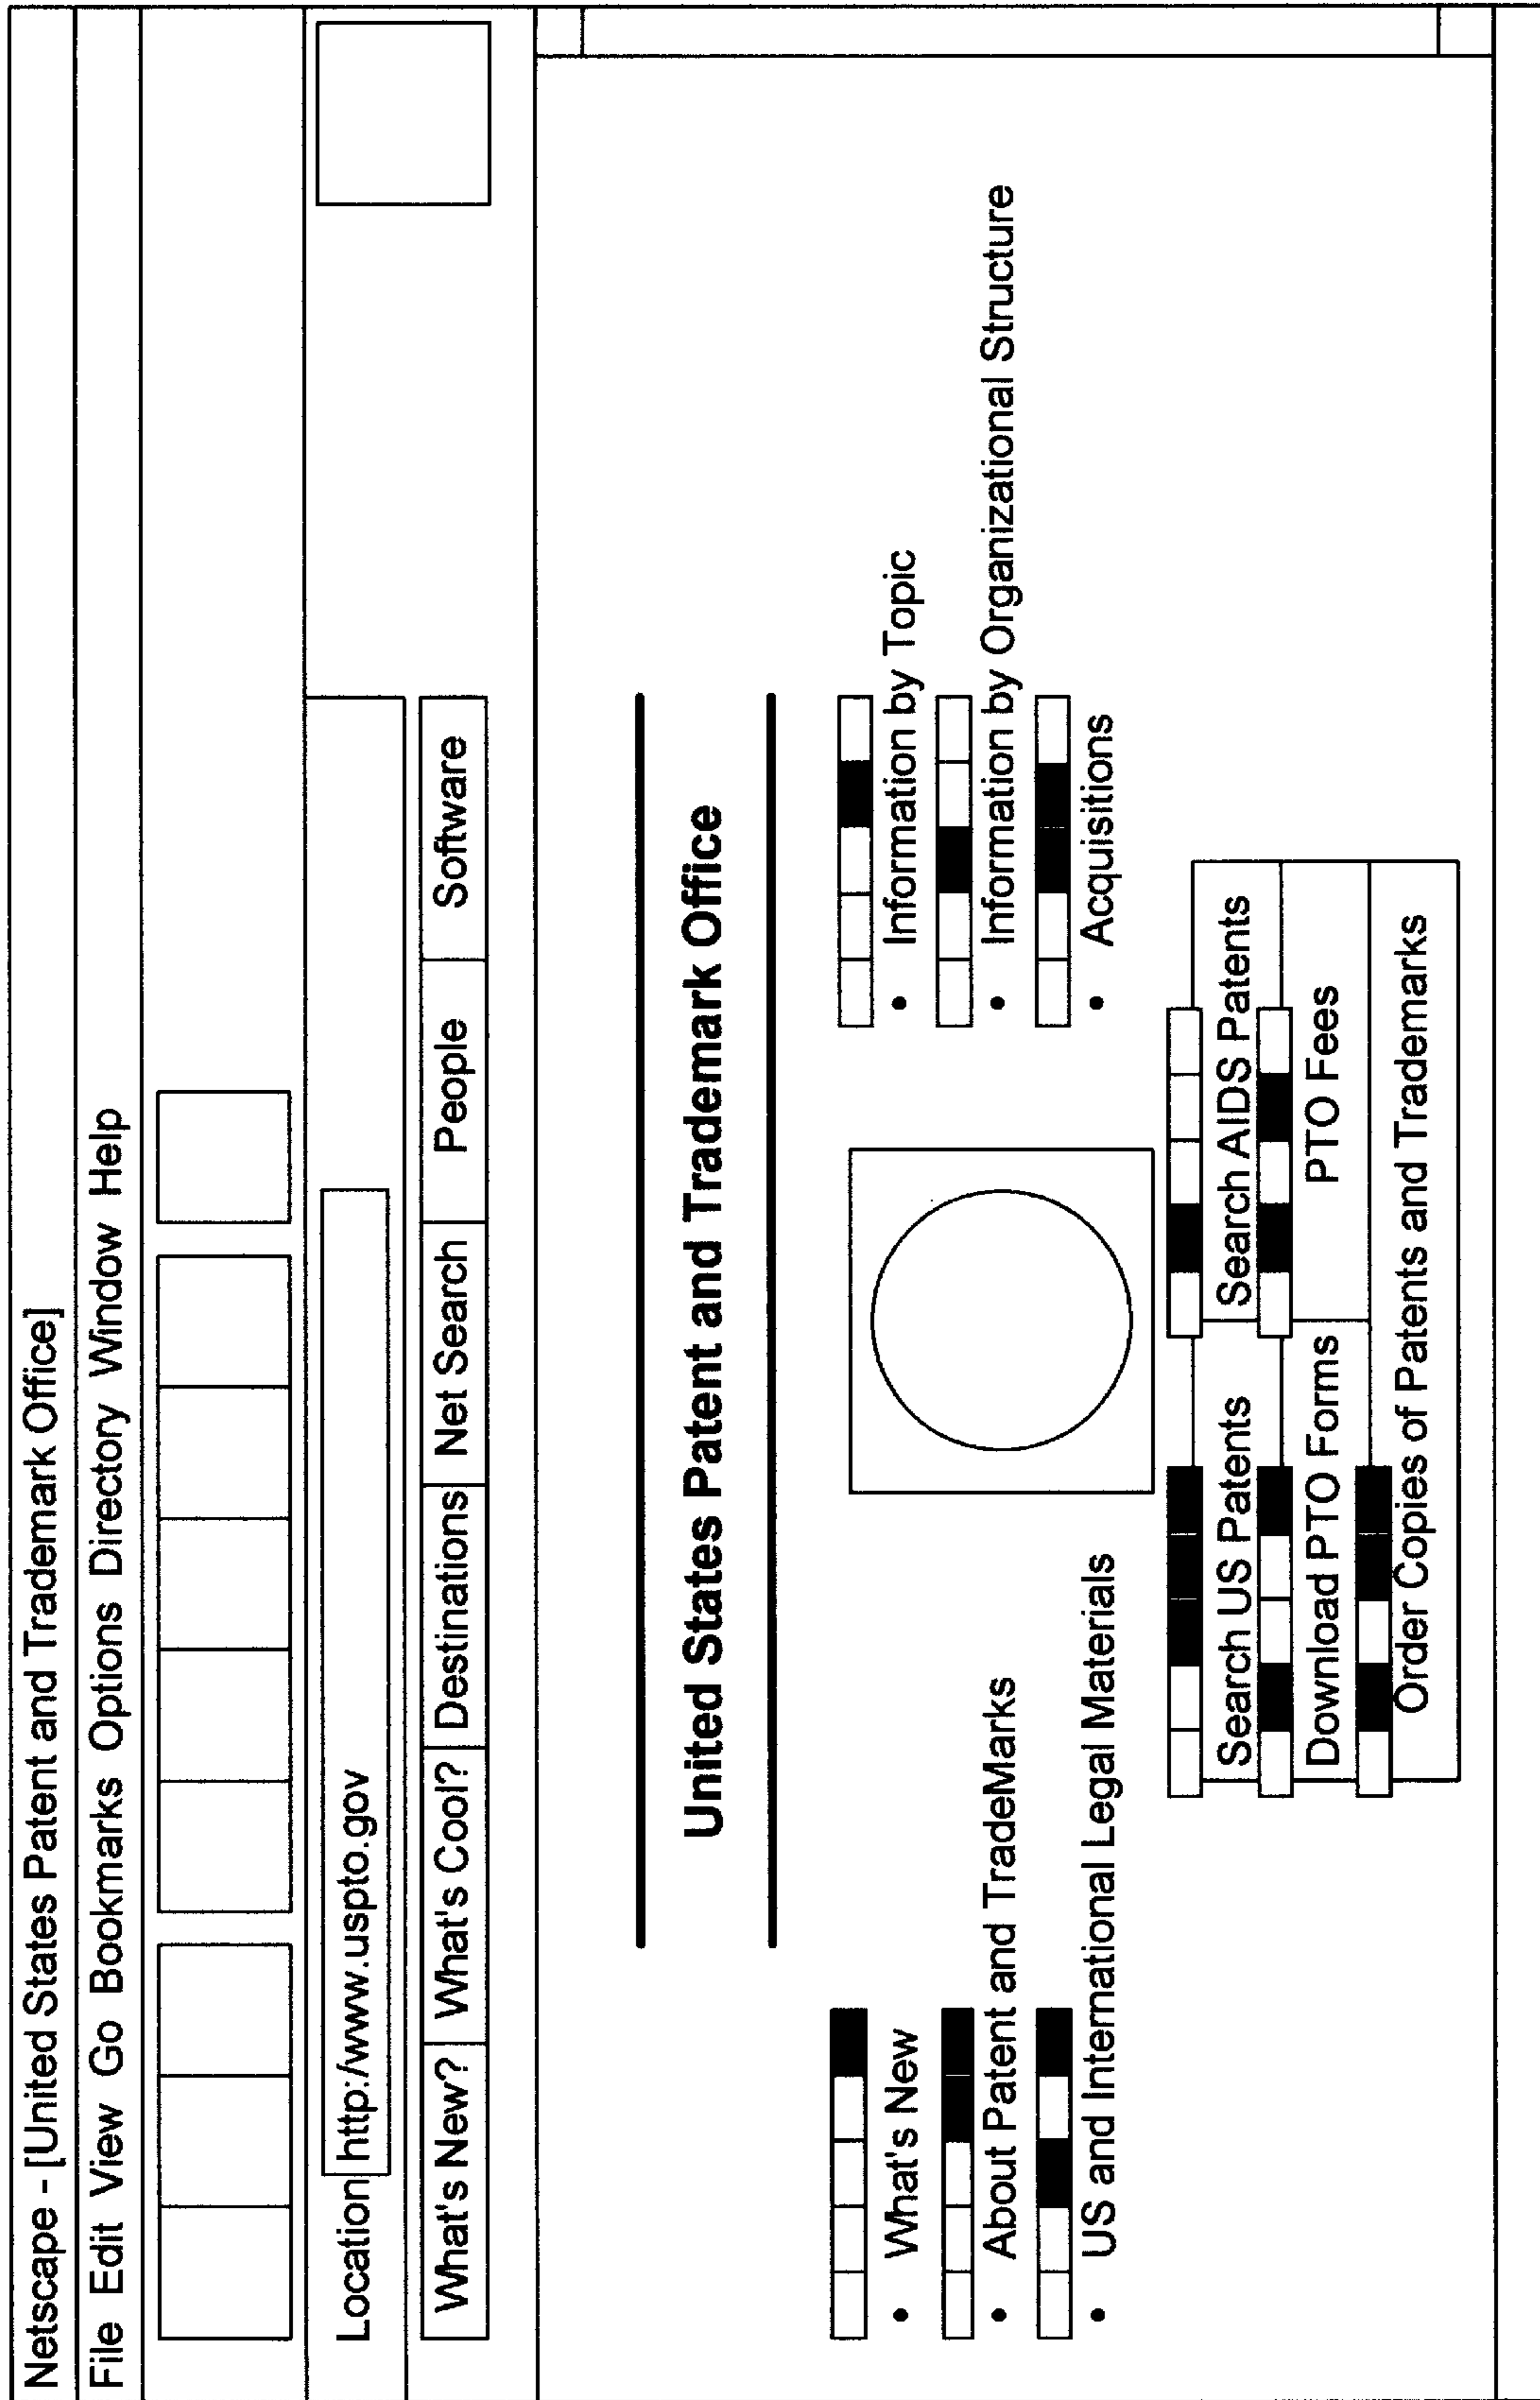 Netscape - [United States Patent and Trademark Office]
File Edit View Go Bookmarks Options Directory Window Help
Location http:/www.uspto.gov
What's New? What's Cool? Destinations Net Search People Software
United States Patent and Trademark Office
• What's New
• Information by Topic
• About Patent and TradeMarks
• Information by Organizational Structure
• US and International Legal Materials
• Acquisitions
Search US Patents Search AIDS Patents
Download PTO Forms PTO Fees
Order Copies of Patents and Trademarks